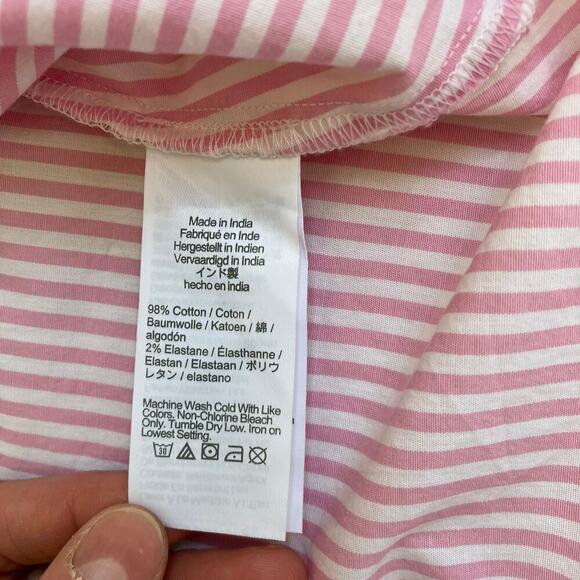 Made in India
Fabriqué en Inde
Hergestellt in Indien
Vervaardigd in India
インド製
hecho en india
98% Cotton / Coton /
Baumwolle / Katoen / 綿 /
algodón
2% Elastane / Élasthanne /
Elastan / Elastaan / ポリウ
レタン / elastano
Machine Wash Cold With Like
Colors. Non-Chlorine Bleach
Only. Tumble Dry Low. Iron on
Lowest Setting.
30